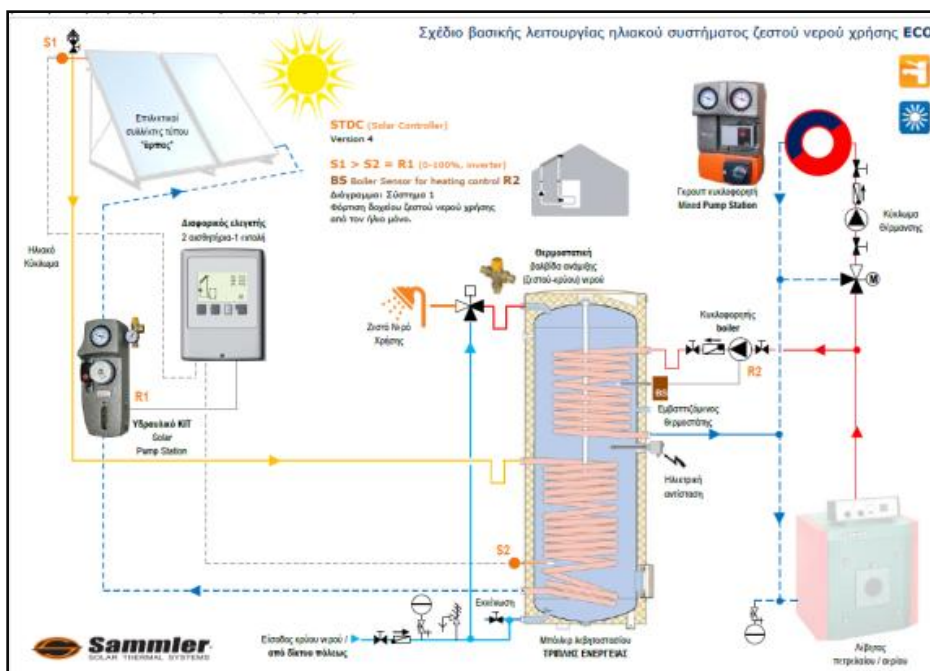 Σχέδιο βασικής λειτουργίας ηλιακού συστήματος ζεστού νερού χρήσης ECO
S1
Επιλεκτικοί
συλλέκτες τύπου
"άρπας"
STDC (Solar Controller)
Version 4
S1 > S2 = R1 (0-100%, inverter)
BS Boiler Sensor for heating control R2
Διάγραμμα: Σύστημα 1
Φόρτιση δοχείου ζεστού νερού χρήσης
από τον ήλιο μόνο.
Γκρουπ κυκλοφορητή
Mixed Pump Station
Κύκλωμα
Θέρμανσης
M
Ηλιακό
Κύκλωμα
Διαφορικός ελεγκτής
2 αισθητήρια-1 εντολή
Θερμοστατική
βαλβίδα ανάμιξης
(ζεστού-κρύου) νερού
Ζεστό Νερό
Χρήσης
Κυκλοφορητής
boiler
R2
R1
BS
Υδραυλικό KIT
Solar
Pump Station
Εμβαπτιζόμενος
θερμοστάτης
Ηλεκτρική
αντίσταση
S2
Εκκένωση
Sammler
SOLAR THERMAL SYSTEMS
Είσοδος κρύου νερού /
από δίκτυο πόλεως
Μπόιλερ λεβητοστασίου
ΤΡΙΠΛΗΣ ΕΝΕΡΓΕΙΑΣ
Λέβητας
πετρελαίου / αερίου